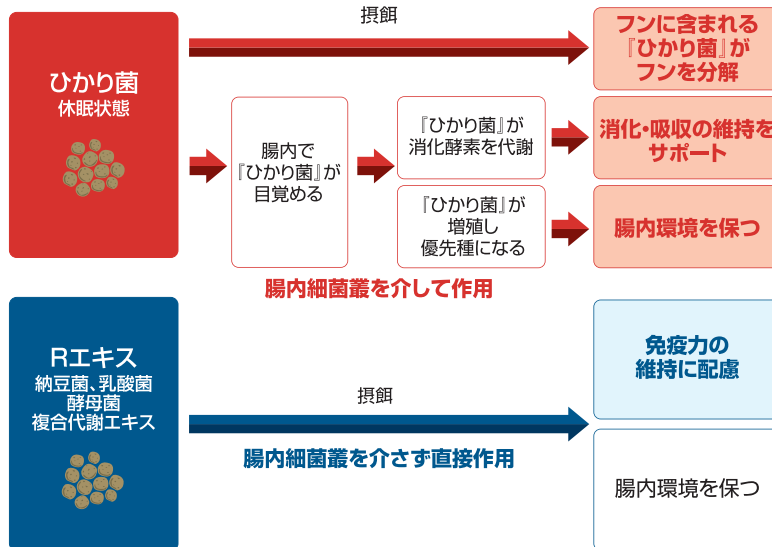 摂餌
ひかり菌
休眠状態
フンに含まれる
『ひかり菌』が
フンを分解
腸内で
『ひかり菌』が
目覚める
『ひかり菌』が
消化酵素を代謝
消化・吸収の維持を
サポート
『ひかり菌』が
増殖し
優先種になる
腸内環境を保つ
腸内細菌叢を介して作用
Rエキス
納豆菌、乳酸菌
酵母菌
複合代謝エキス
摂餌
腸内細菌叢を介さず直接作用
免疫力の
維持に配慮
腸内環境を保つ